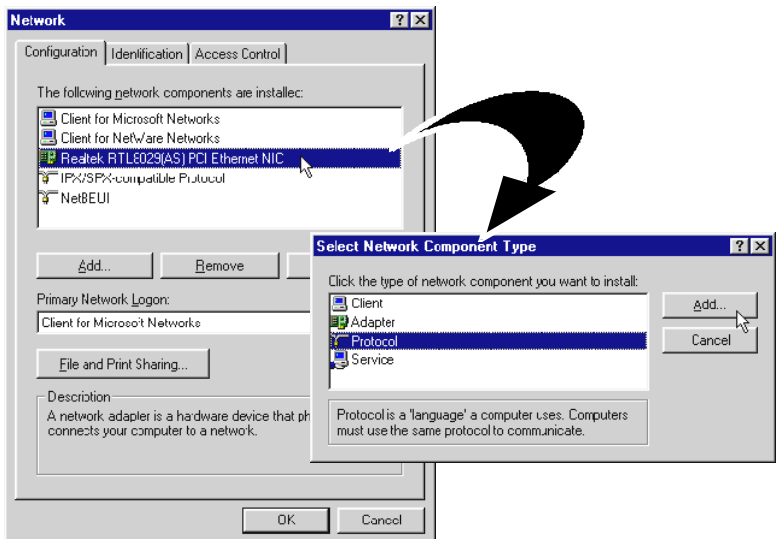 Network
Configuration
Identification
Access Control
The following network components are installed:
Client for Microsoft Networks
Client for NetWare Networks
Realtek RTL8029(AS) PCI Ethernet NIC
IPX/SPX-compatible Protocol
NetBEUI
Add...
Remove
Primary Network Logon:
Client for Microsoft Networks
File and Print Sharing...
Description
A network adapter is a hardware device that ph
connects your computer to a network.
OK
Cancel
Select Network Component Type
Click the type of network component you want to install:
Client
Adapter
Protocol
Service
Add...
Cancel
Protocol is a 'language' a computer uses. Computers
must use the same protocol to communicate.